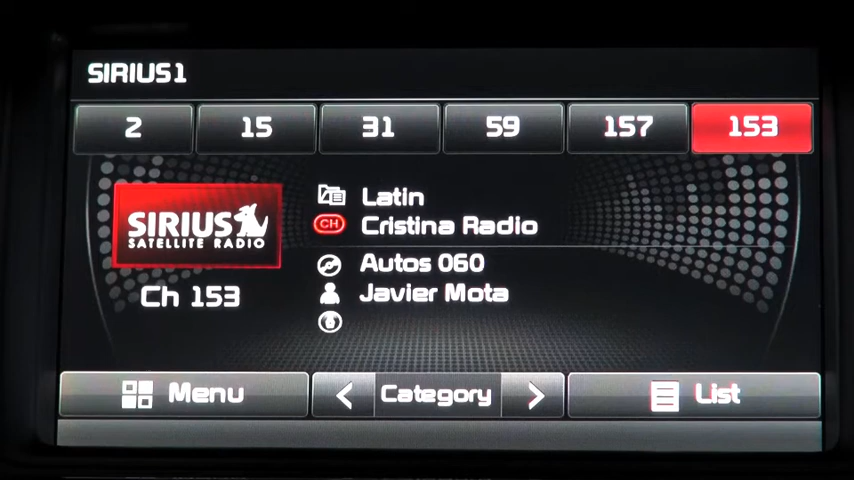 SIRIUS1
2 15 31 59 157 153
Latin
SIRIUS
SATELLITE RADIO
CH Cristina Radio
Autos 060
Ch 153
Javier Mota
Menu < Category > List